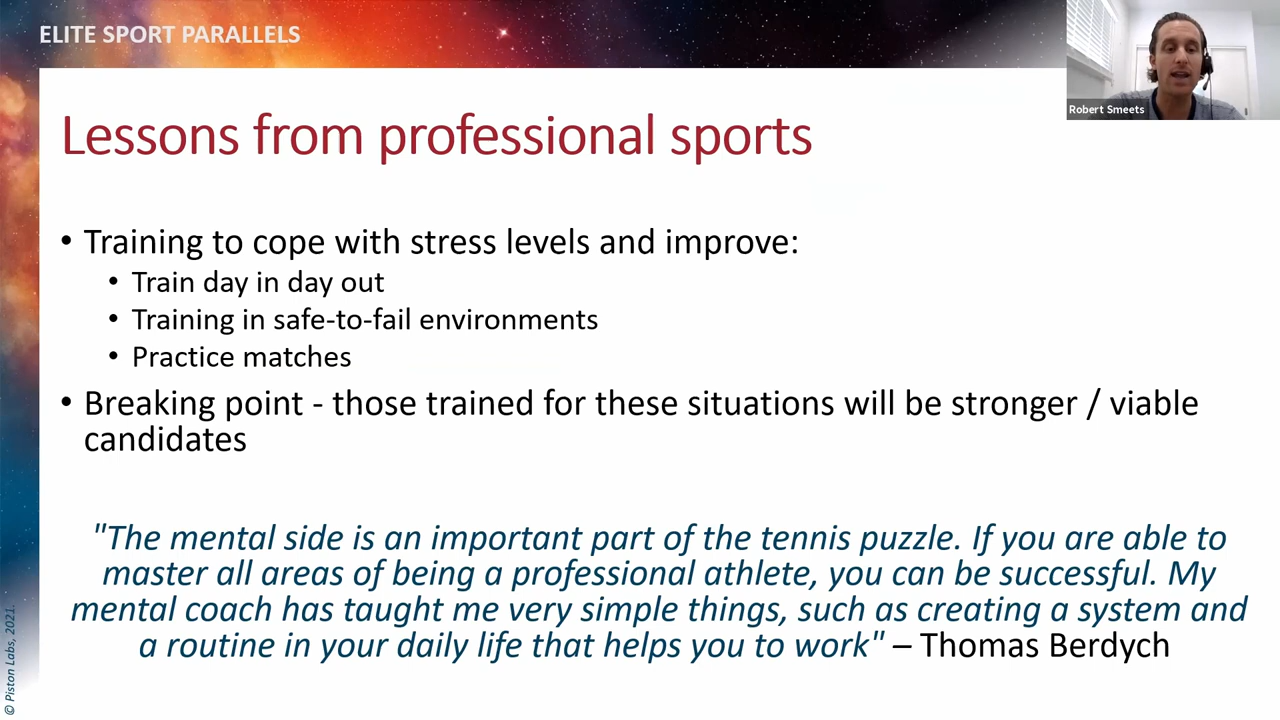 ELITE SPORT PARALLELS
Robert Smeets
Lessons from professional sports
• Training to cope with stress levels and improve:
• Train day in day out
• Training in safe-to-fail environments
• Practice matches
• Breaking point - those trained for these situations will be stronger / viable
candidates
"The mental side is an important part of the tennis puzzle. If you are able to
master all areas of being a professional athlete, you can be successful. My
mental coach has taught me very simple things, such as creating a system and
a routine in your daily life that helps you to work" – Thomas Berdych
© Piston Labs, 2021.